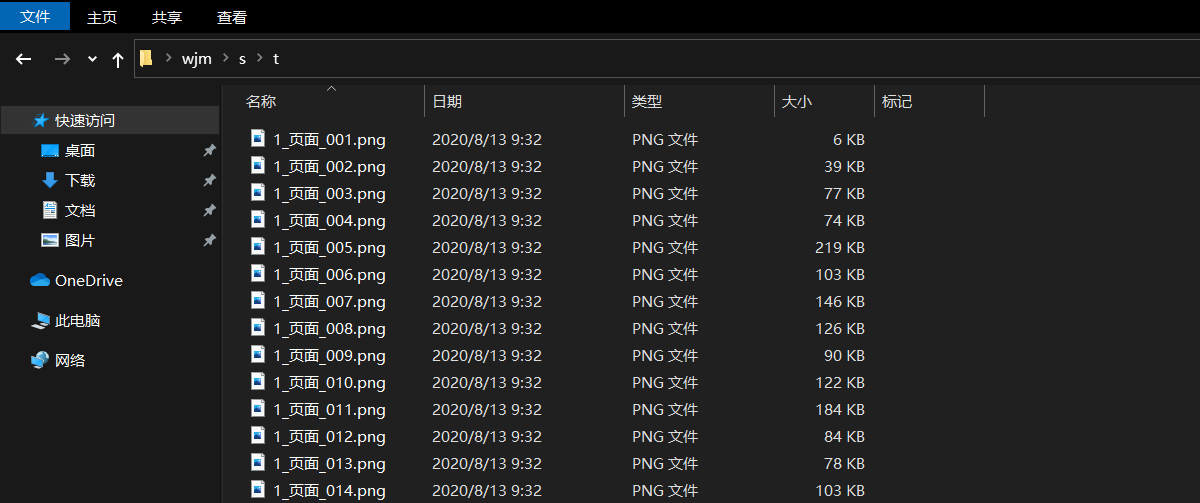 文件 主页 共享 查看
wjm s t
名称 日期 类型 大小 标记
快速访问
桌面
下载
文档
图片
OneDrive
此电脑
网络
1_页面_001.png 2020/8/13 9:32 PNG 文件 6 KB
1_页面_002.png 2020/8/13 9:32 PNG 文件 39 KB
1_页面_003.png 2020/8/13 9:32 PNG 文件 77 KB
1_页面_004.png 2020/8/13 9:32 PNG 文件 74 KB
1_页面_005.png 2020/8/13 9:32 PNG 文件 219 KB
1_页面_006.png 2020/8/13 9:32 PNG 文件 103 KB
1_页面_007.png 2020/8/13 9:32 PNG 文件 146 KB
1_页面_008.png 2020/8/13 9:32 PNG 文件 126 KB
1_页面_009.png 2020/8/13 9:32 PNG 文件 90 KB
1_页面_010.png 2020/8/13 9:32 PNG 文件 122 KB
1_页面_011.png 2020/8/13 9:32 PNG 文件 184 KB
1_页面_012.png 2020/8/13 9:32 PNG 文件 84 KB
1_页面_013.png 2020/8/13 9:32 PNG 文件 78 KB
1_页面_014.png 2020/8/13 9:32 PNG 文件 103 KB